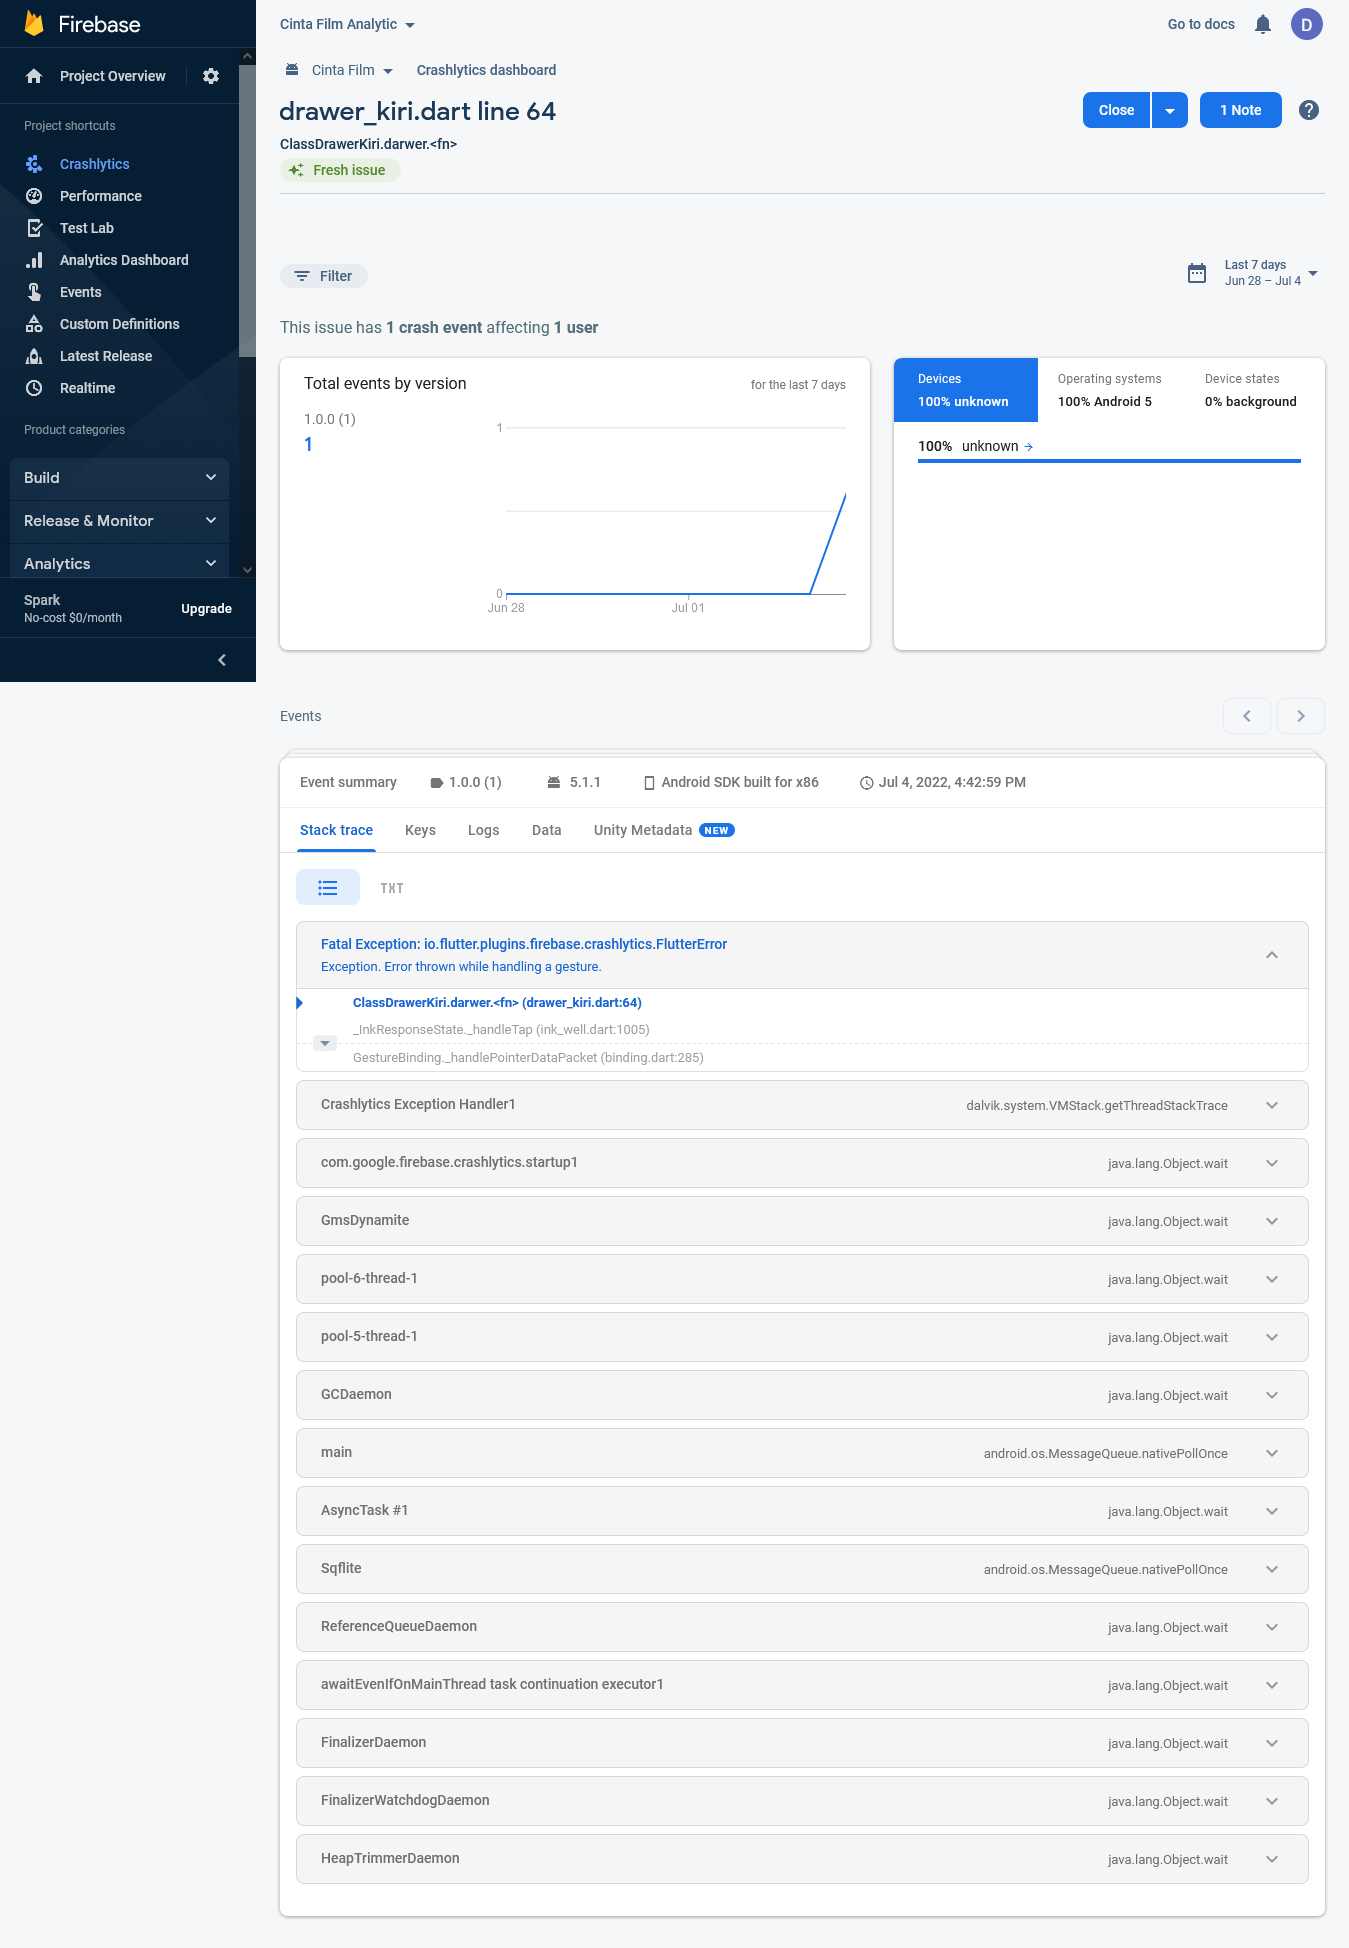 Firebase
Project Overview
Project shortcuts
Crashlytics
Performance
Test Lab
Analytics Dashboard
Events
Custom Definitions
Latest Release
Realtime
Product categories
Build
Release & Monitor
Analytics
Spark
No-cost $0/month
Upgrade
Cinta Film Analytic
Go to docs
D
Cinta Film
Crashlytics dashboard
drawer_kiri.dart line 64
ClassDrawerKiri.darwer.<fn>
Fresh issue
Close
1 Note
Filter
Last 7 days
Jun 28 – Jul 4
This issue has 1 crash event affecting 1 user
Total events by version
for the last 7 days
1.0.0 (1)
1
1
0
Jun 28
Jul 01
Devices
100% unknown
Operating systems
100% Android 5
Device states
0% background
100% unknown
Events
Event summary
1.0.0 (1)
5.1.1
Android SDK built for x86
Jul 4, 2022, 4:42:59 PM
Stack trace
Keys
Logs
Data
Unity Metadata NEW
TXT
Fatal Exception: io.flutter.plugins.firebase.crashlytics.FlutterError
Exception. Error thrown while handling a gesture.
ClassDrawerKiri.darwer.<fn> (drawer_kiri.dart:64)
_InkResponseState._handleTap (ink_well.dart:1005)
GestureBinding._handlePointerDataPacket (binding.dart:285)
Crashlytics Exception Handler1
dalvik.system.VMStack.getThreadStackTrace
com.google.firebase.crashlytics.startup1
java.lang.Object.wait
GmsDynamite
java.lang.Object.wait
pool-6-thread-1
java.lang.Object.wait
pool-5-thread-1
java.lang.Object.wait
GCDaemon
java.lang.Object.wait
main
android.os.MessageQueue.nativePollOnce
AsyncTask #1
java.lang.Object.wait
Sqflite
android.os.MessageQueue.nativePollOnce
ReferenceQueueDaemon
java.lang.Object.wait
awaitEvenIfOnMainThread task continuation executor1
java.lang.Object.wait
FinalizerDaemon
java.lang.Object.wait
FinalizerWatchdogDaemon
java.lang.Object.wait
HeapTrimmerDaemon
java.lang.Object.wait